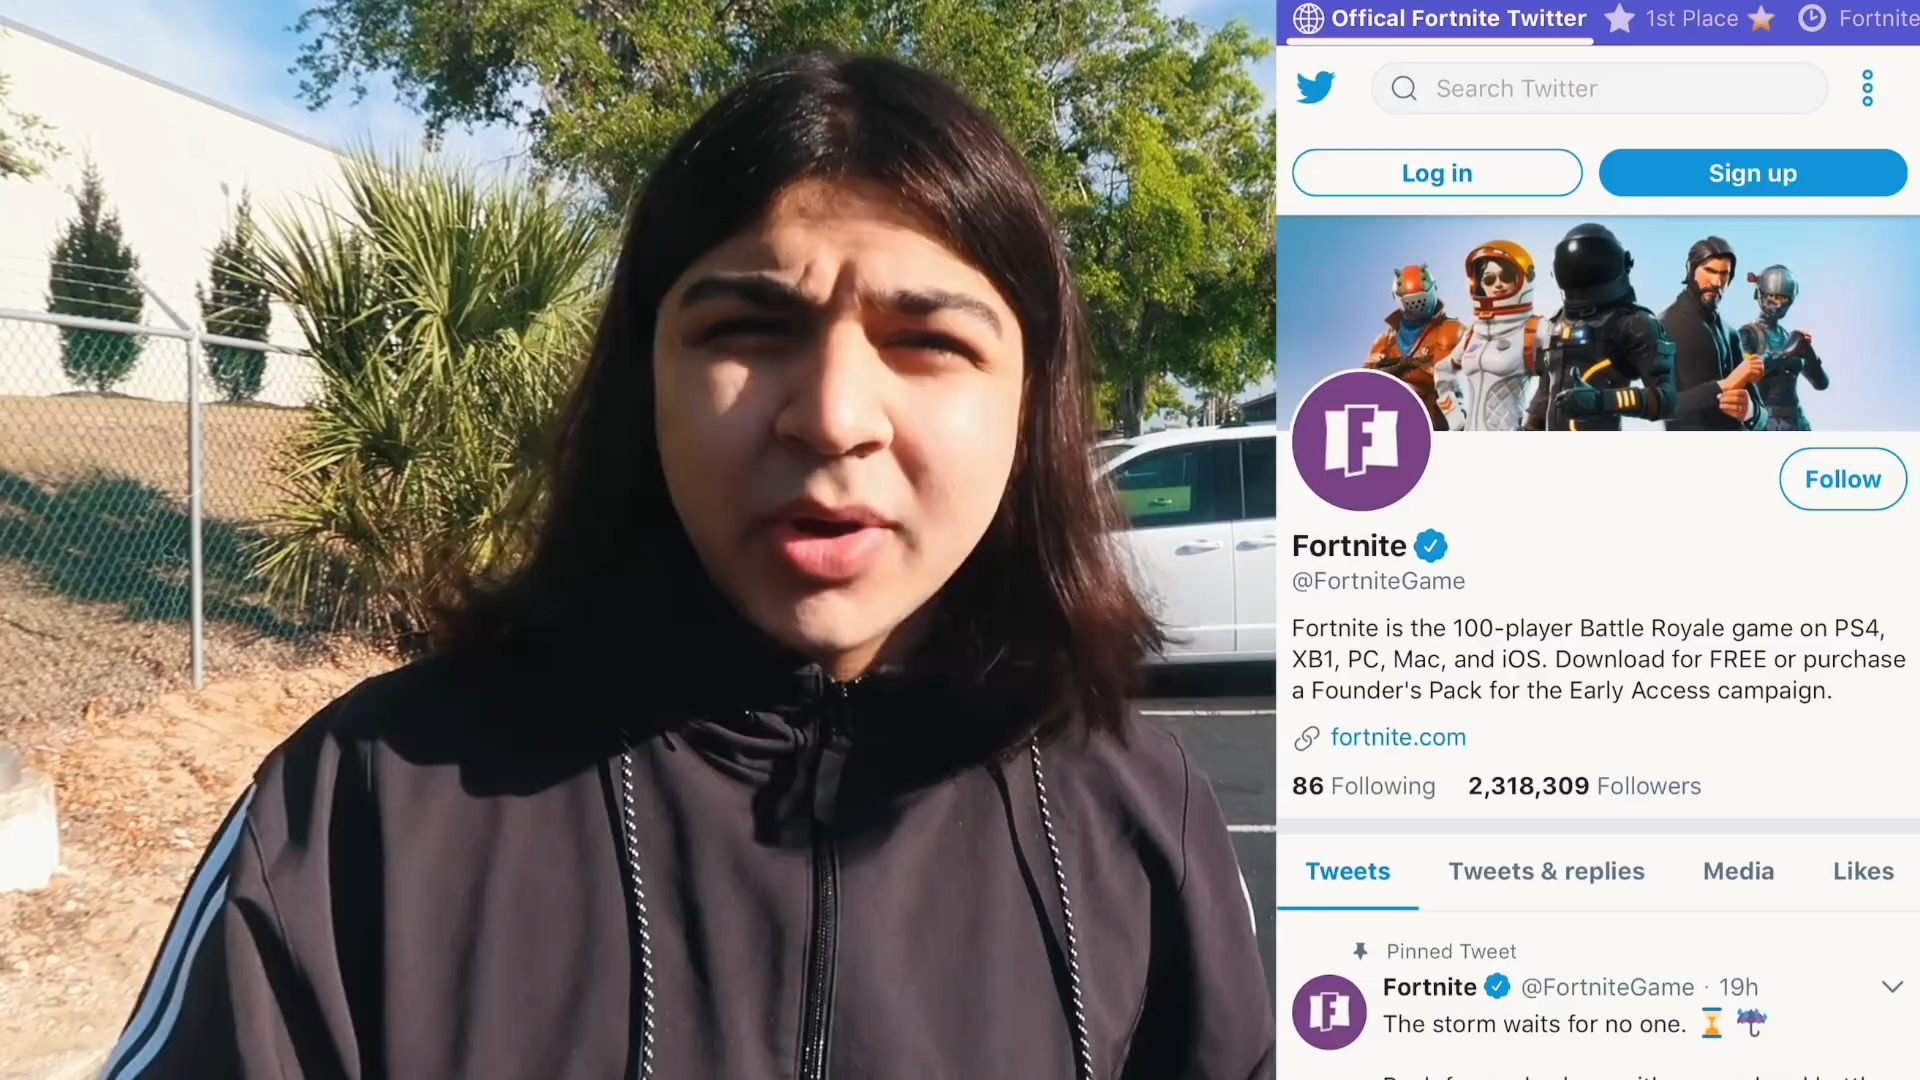 Offical Fortnite Twitter 1st Place Fortnite
Search Twitter
Log in Sign up
F
Follow
Fortnite
@FortniteGame
Fortnite is the 100-player Battle Royale game on PS4,
XB1, PC, Mac, and iOS. Download for FREE or purchase
a Founder's Pack for the Early Access campaign.
fortnite.com
86 Following 2,318,309 Followers
Tweets Tweets & replies Media Likes
Pinned Tweet
Fortnite @FortniteGame · 19h
F
The storm waits for no one.